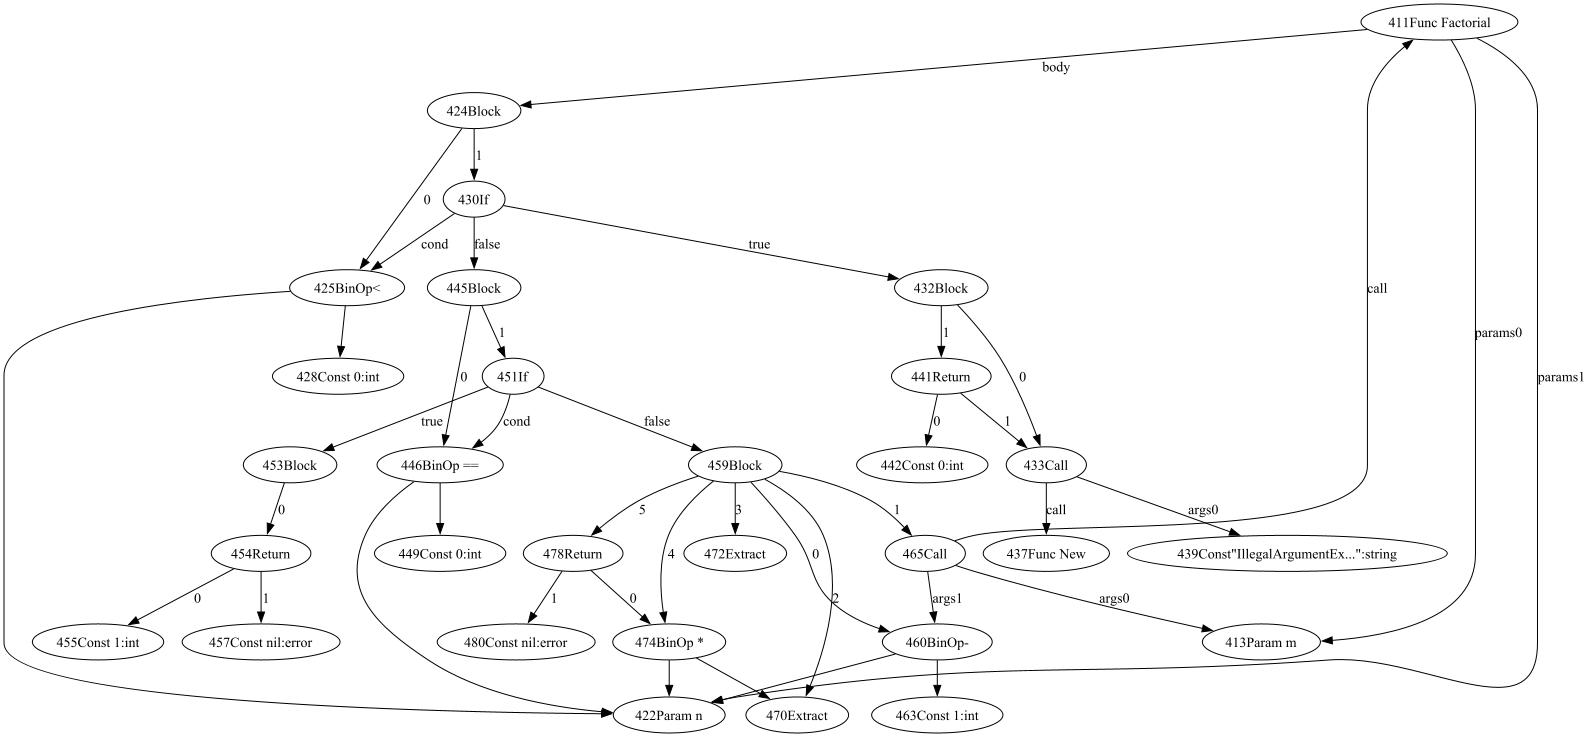 411Func Factorial
body
424Block
1
430If
0
cond
false
true
425BinOp<
445Block
432Block
call
1
1
params0
428Const 0:int
0
451If
441Return
0
params1
true
cond
false
0
1
453Block
446BinOp ==
459Block
442Const 0:int
433Call
0
5
3
1
call
args0
454Return
449Const 0:int
478Return
4
472Extract
0
465Call
437Func New
439Const"IllegalArgumentEx...":string
0
1
1
0
2
args1
args0
455Const 1:int
457Const nil:error
480Const nil:error
474BinOp *
460BinOp-
413Param m
422Param n
470Extract
463Const 1:int